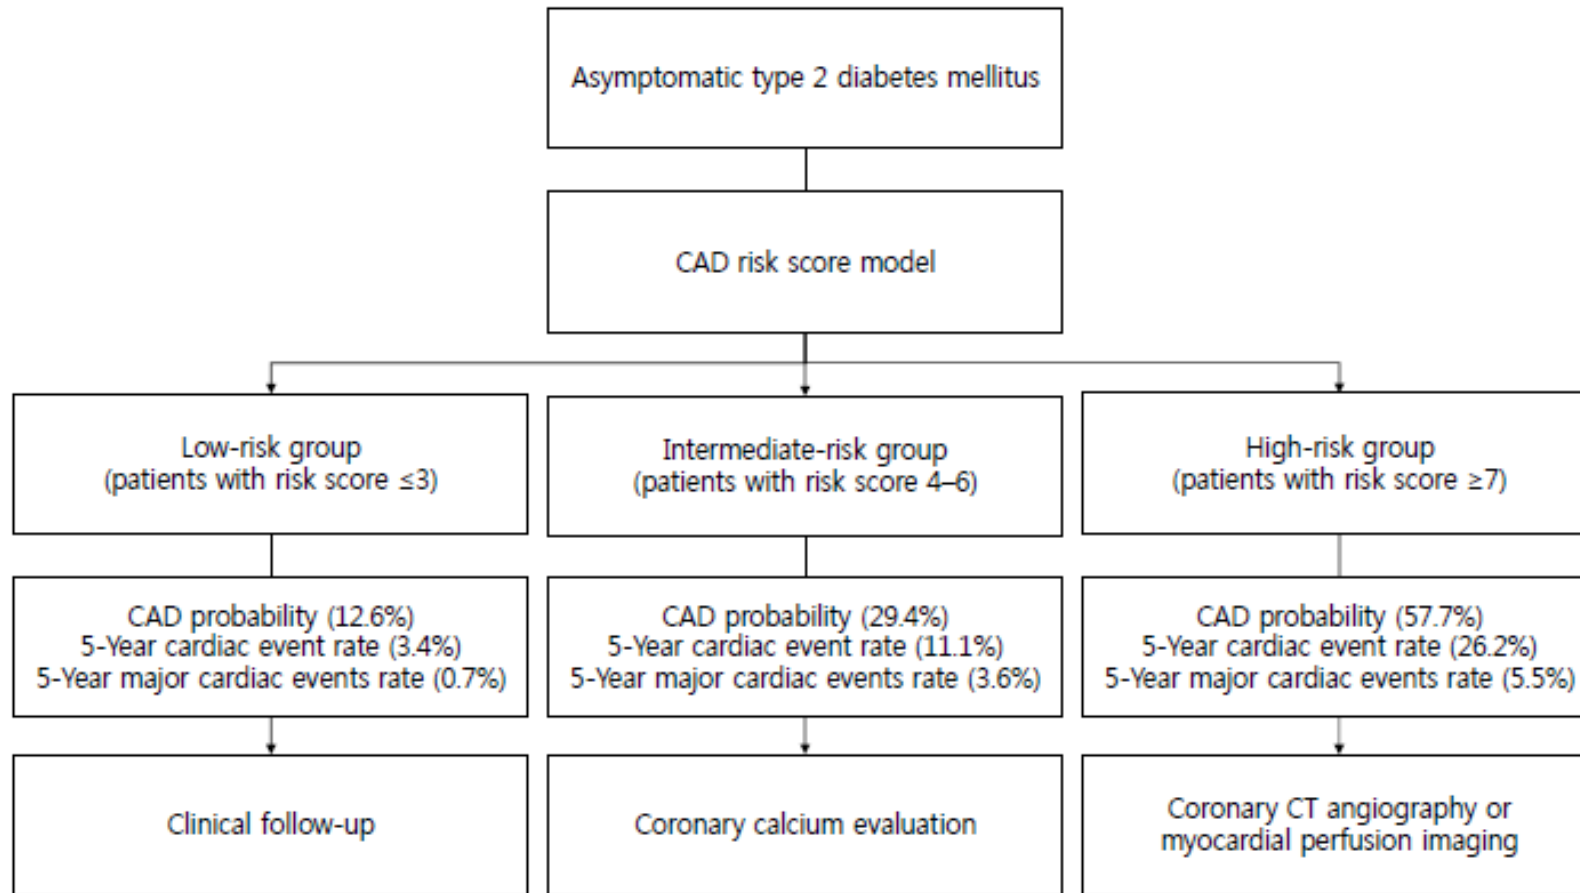 Asymptomatic type 2 diabetes mellitus
CAD risk score model
Low-risk group
(patients with risk score ≤3)
Intermediate-risk group
(patients with risk score 4–6)
High-risk group
(patients with risk score ≥7)
CAD probability (12.6%)
5-Year cardiac event rate (3.4%)
5-Year major cardiac events rate (0.7%)
CAD probability (29.4%)
5-Year cardiac event rate (11.1%)
5-Year major cardiac events rate (3.6%)
CAD probability (57.7%)
5-Year cardiac event rate (26.2%)
5-Year major cardiac events rate (5.5%)
Clinical follow-up
Coronary calcium evaluation
Coronary CT angiography or
myocardial perfusion imaging